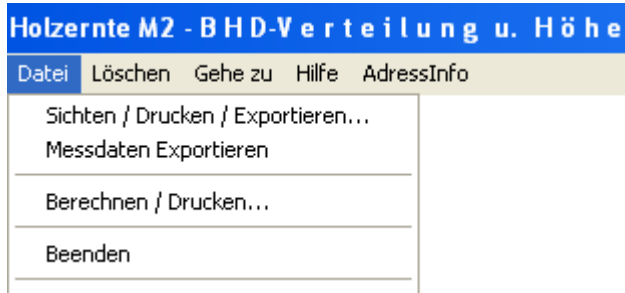 Holzernte M2 - B H D-V e r t e i l u n g u. H ö h e
Datei Löschen Gehe zu Hilfe AdressInfo
Sichten / Drucken / Exportieren...
Messdaten Exportieren
Berechnen / Drucken...
Beenden